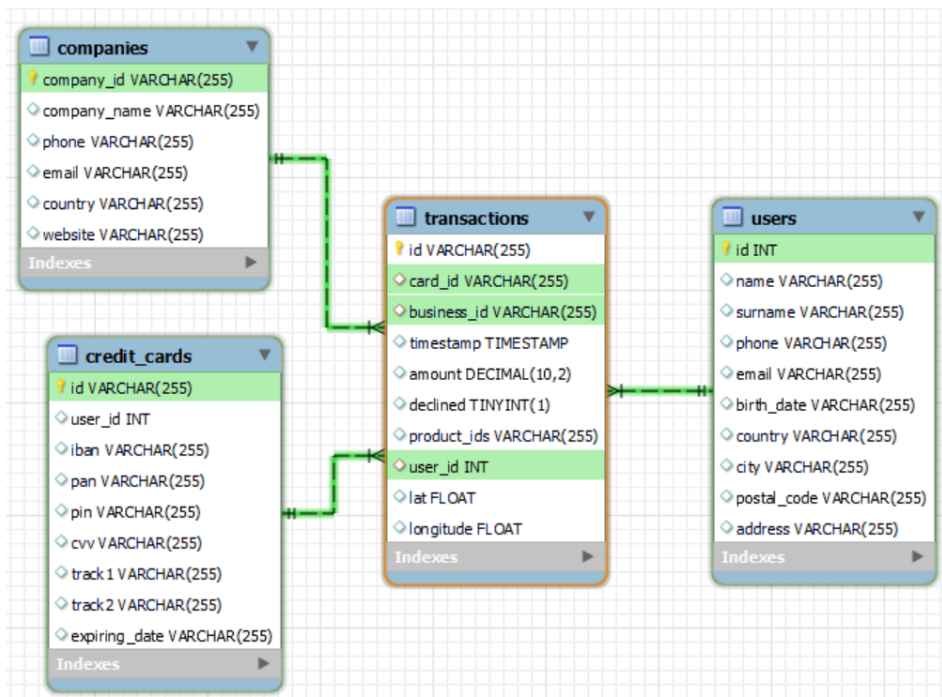 companies
company_id VARCHAR(255)
company_name VARCHAR(255)
phone VARCHAR(255)
email VARCHAR(255)
country VARCHAR(255)
website VARCHAR(255)
Indexes
credit_cards
id VARCHAR(255)
user_id INT
iban VARCHAR(255)
pan VARCHAR(255)
pin VARCHAR(255)
cvv VARCHAR(255)
track1 VARCHAR(255)
track2 VARCHAR(255)
expiring_date VARCHAR(255)
Indexes
transactions
id VARCHAR(255)
card_id VARCHAR(255)
business_id VARCHAR(255)
timestamp TIMESTAMP
amount DECIMAL(10,2)
declined TINYINT(1)
product_ids VARCHAR(255)
user_id INT
lat FLOAT
longitude FLOAT
Indexes
users
id INT
name VARCHAR(255)
surname VARCHAR(255)
phone VARCHAR(255)
email VARCHAR(255)
birth_date VARCHAR(255)
country VARCHAR(255)
city VARCHAR(255)
postal_code VARCHAR(255)
address VARCHAR(255)
Indexes